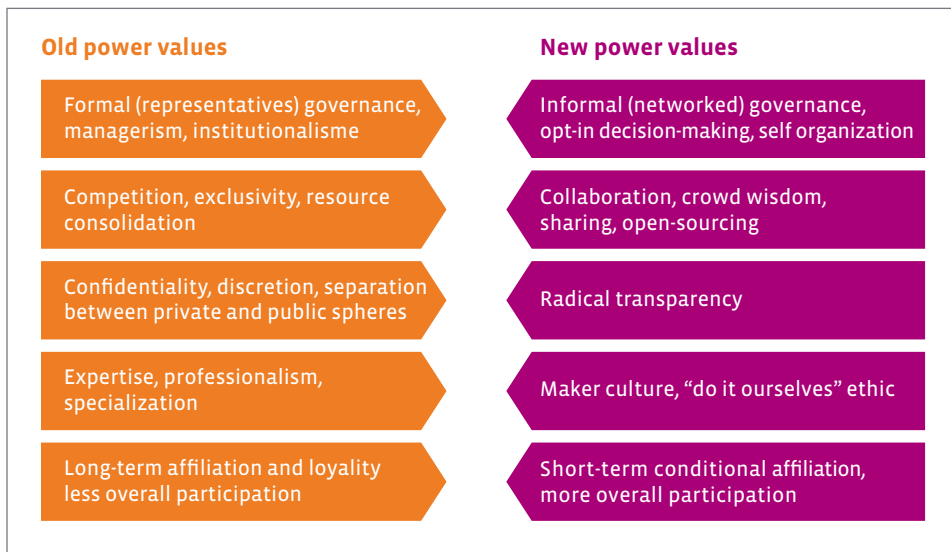 Old power values
New power values
Formal (representatives) governance,
managerism, institutionalisme
Informal (networked) governance,
opt-in decision-making, self organization
Competition, exclusivity, resource
consolidation
Collaboration, crowd wisdom,
sharing, open-sourcing
Confidentiality, discretion, separation
between private and public spheres
Radical transparency
Expertise, professionalism,
specialization
Maker culture, “do it ourselves” ethic
Long-term affiliation and loyality
less overall participation
Short-term conditional affiliation,
more overall participation